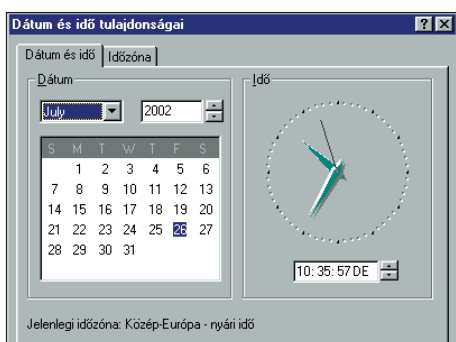 Dátum és idő tulajdonságai
Dátum és idő Időzóna
Dátum
July 2002
S M T W T F S
1 2 3 4 5 6
7 8 9 10 11 12 13
14 15 16 17 18 19 20
21 22 23 24 25 26 27
28 29 30 31
Idő
10: 35: 57 DE
Jelenlegi időzóna: Közép-Európa - nyári idő